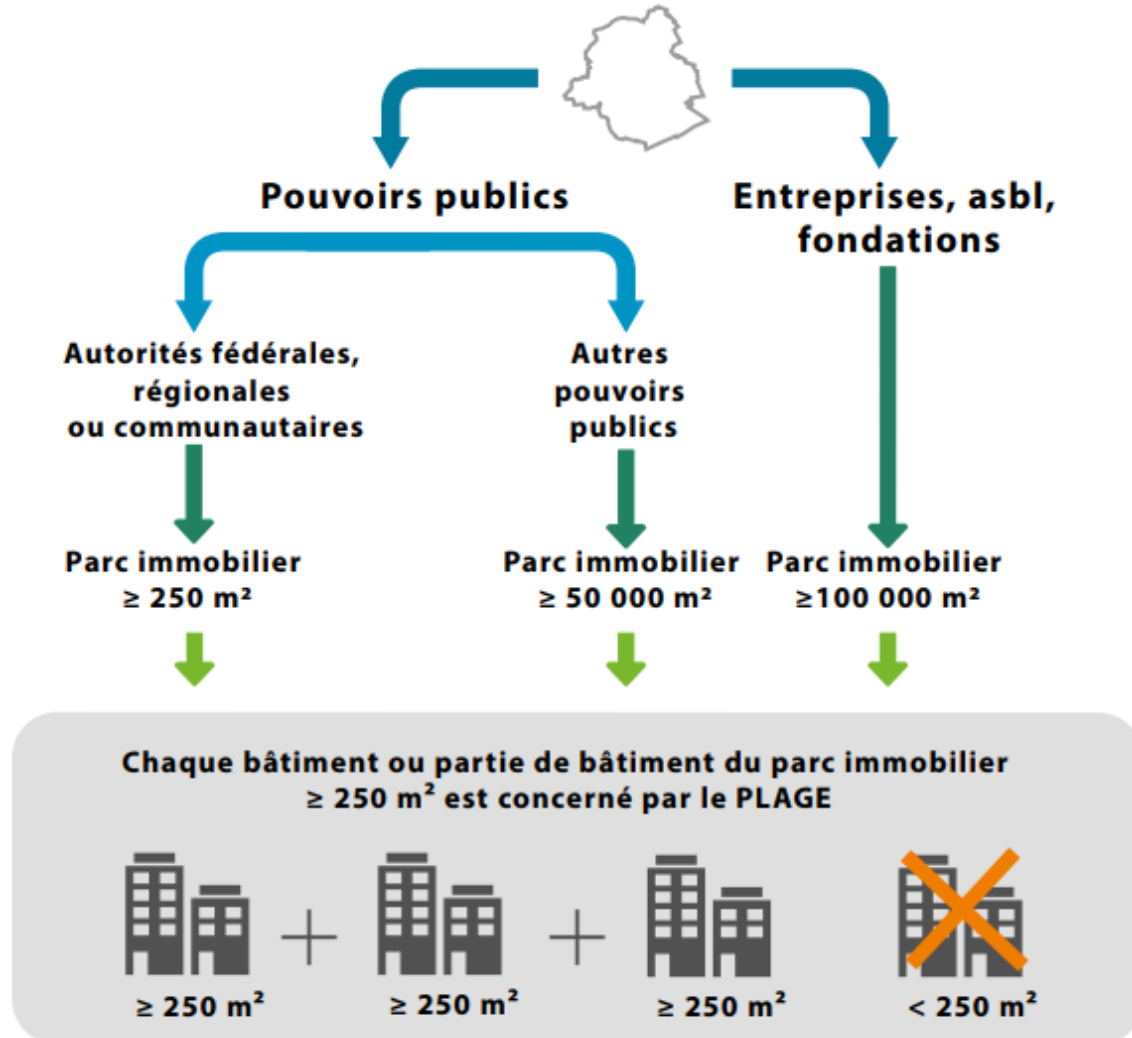 Pouvoirs publics
Entreprises, asbl,
fondations
Autorités fédérales,
régionales
ou communautaires
Autres
pouvoirs
publics
Parc immobilier
≥ 250 m²
Parc immobilier
≥ 50 000 m²
Parc immobilier
≥100 000 m²
Chaque bâtiment ou partie de bâtiment du parc immobilier
≥ 250 m² est concerné par le PLAGE
≥ 250 m²
≥ 250 m²
≥ 250 m²
< 250 m²